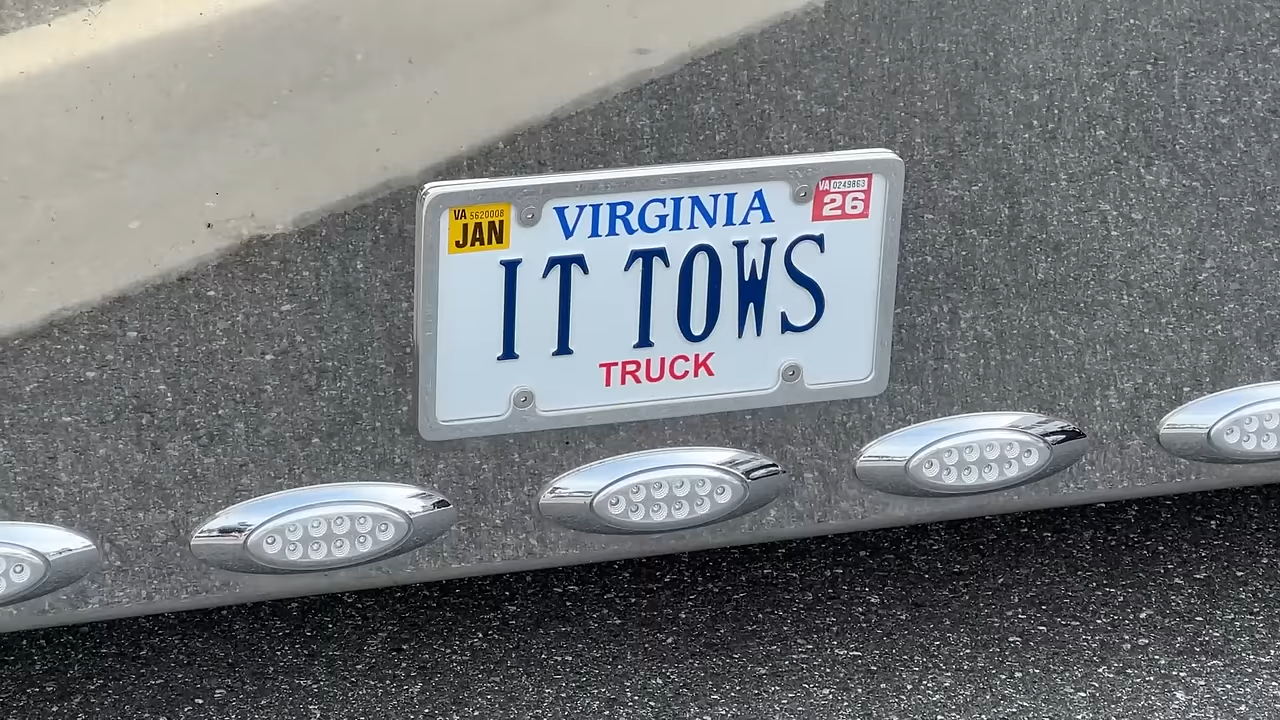 VA 5620008
JAN
VIRGINIA
VA 0249863
26
IT TOWS
TRUCK